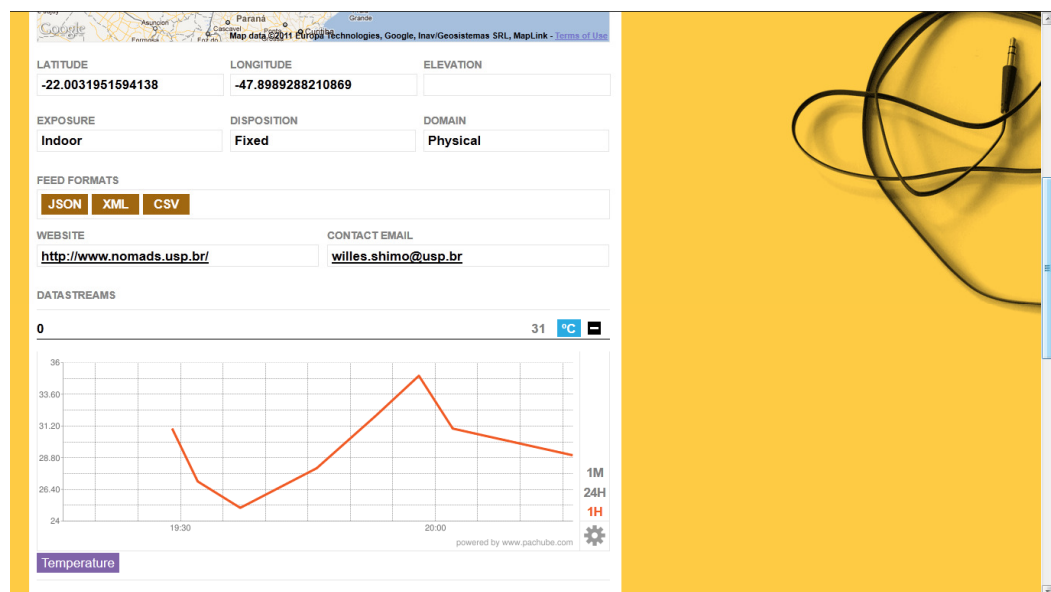 Asuncion
Paraná
Grande
Cascavel
Curitiba
Google
Formosa
Map data ©2011 Europa Technologies, Google, Inav/Geosistemas SRL, MapLink - Terms of Use
LATITUDE LONGITUDE ELEVATION
-22.0031951594138 -47.8989288210869
EXPOSURE DISPOSITION DOMAIN
Indoor Fixed Physical
FEED FORMATS
JSON XML CSV
WEBSITE CONTACT EMAIL
http://www.nomads.usp.br/ willes.shimo@usp.br
DATASTREAMS
0 31 ºC
36
33.60
31.20
28.80
26.40
24
19:30 20:00
1M
24H
1H
powered by www.pachube.com
Temperature